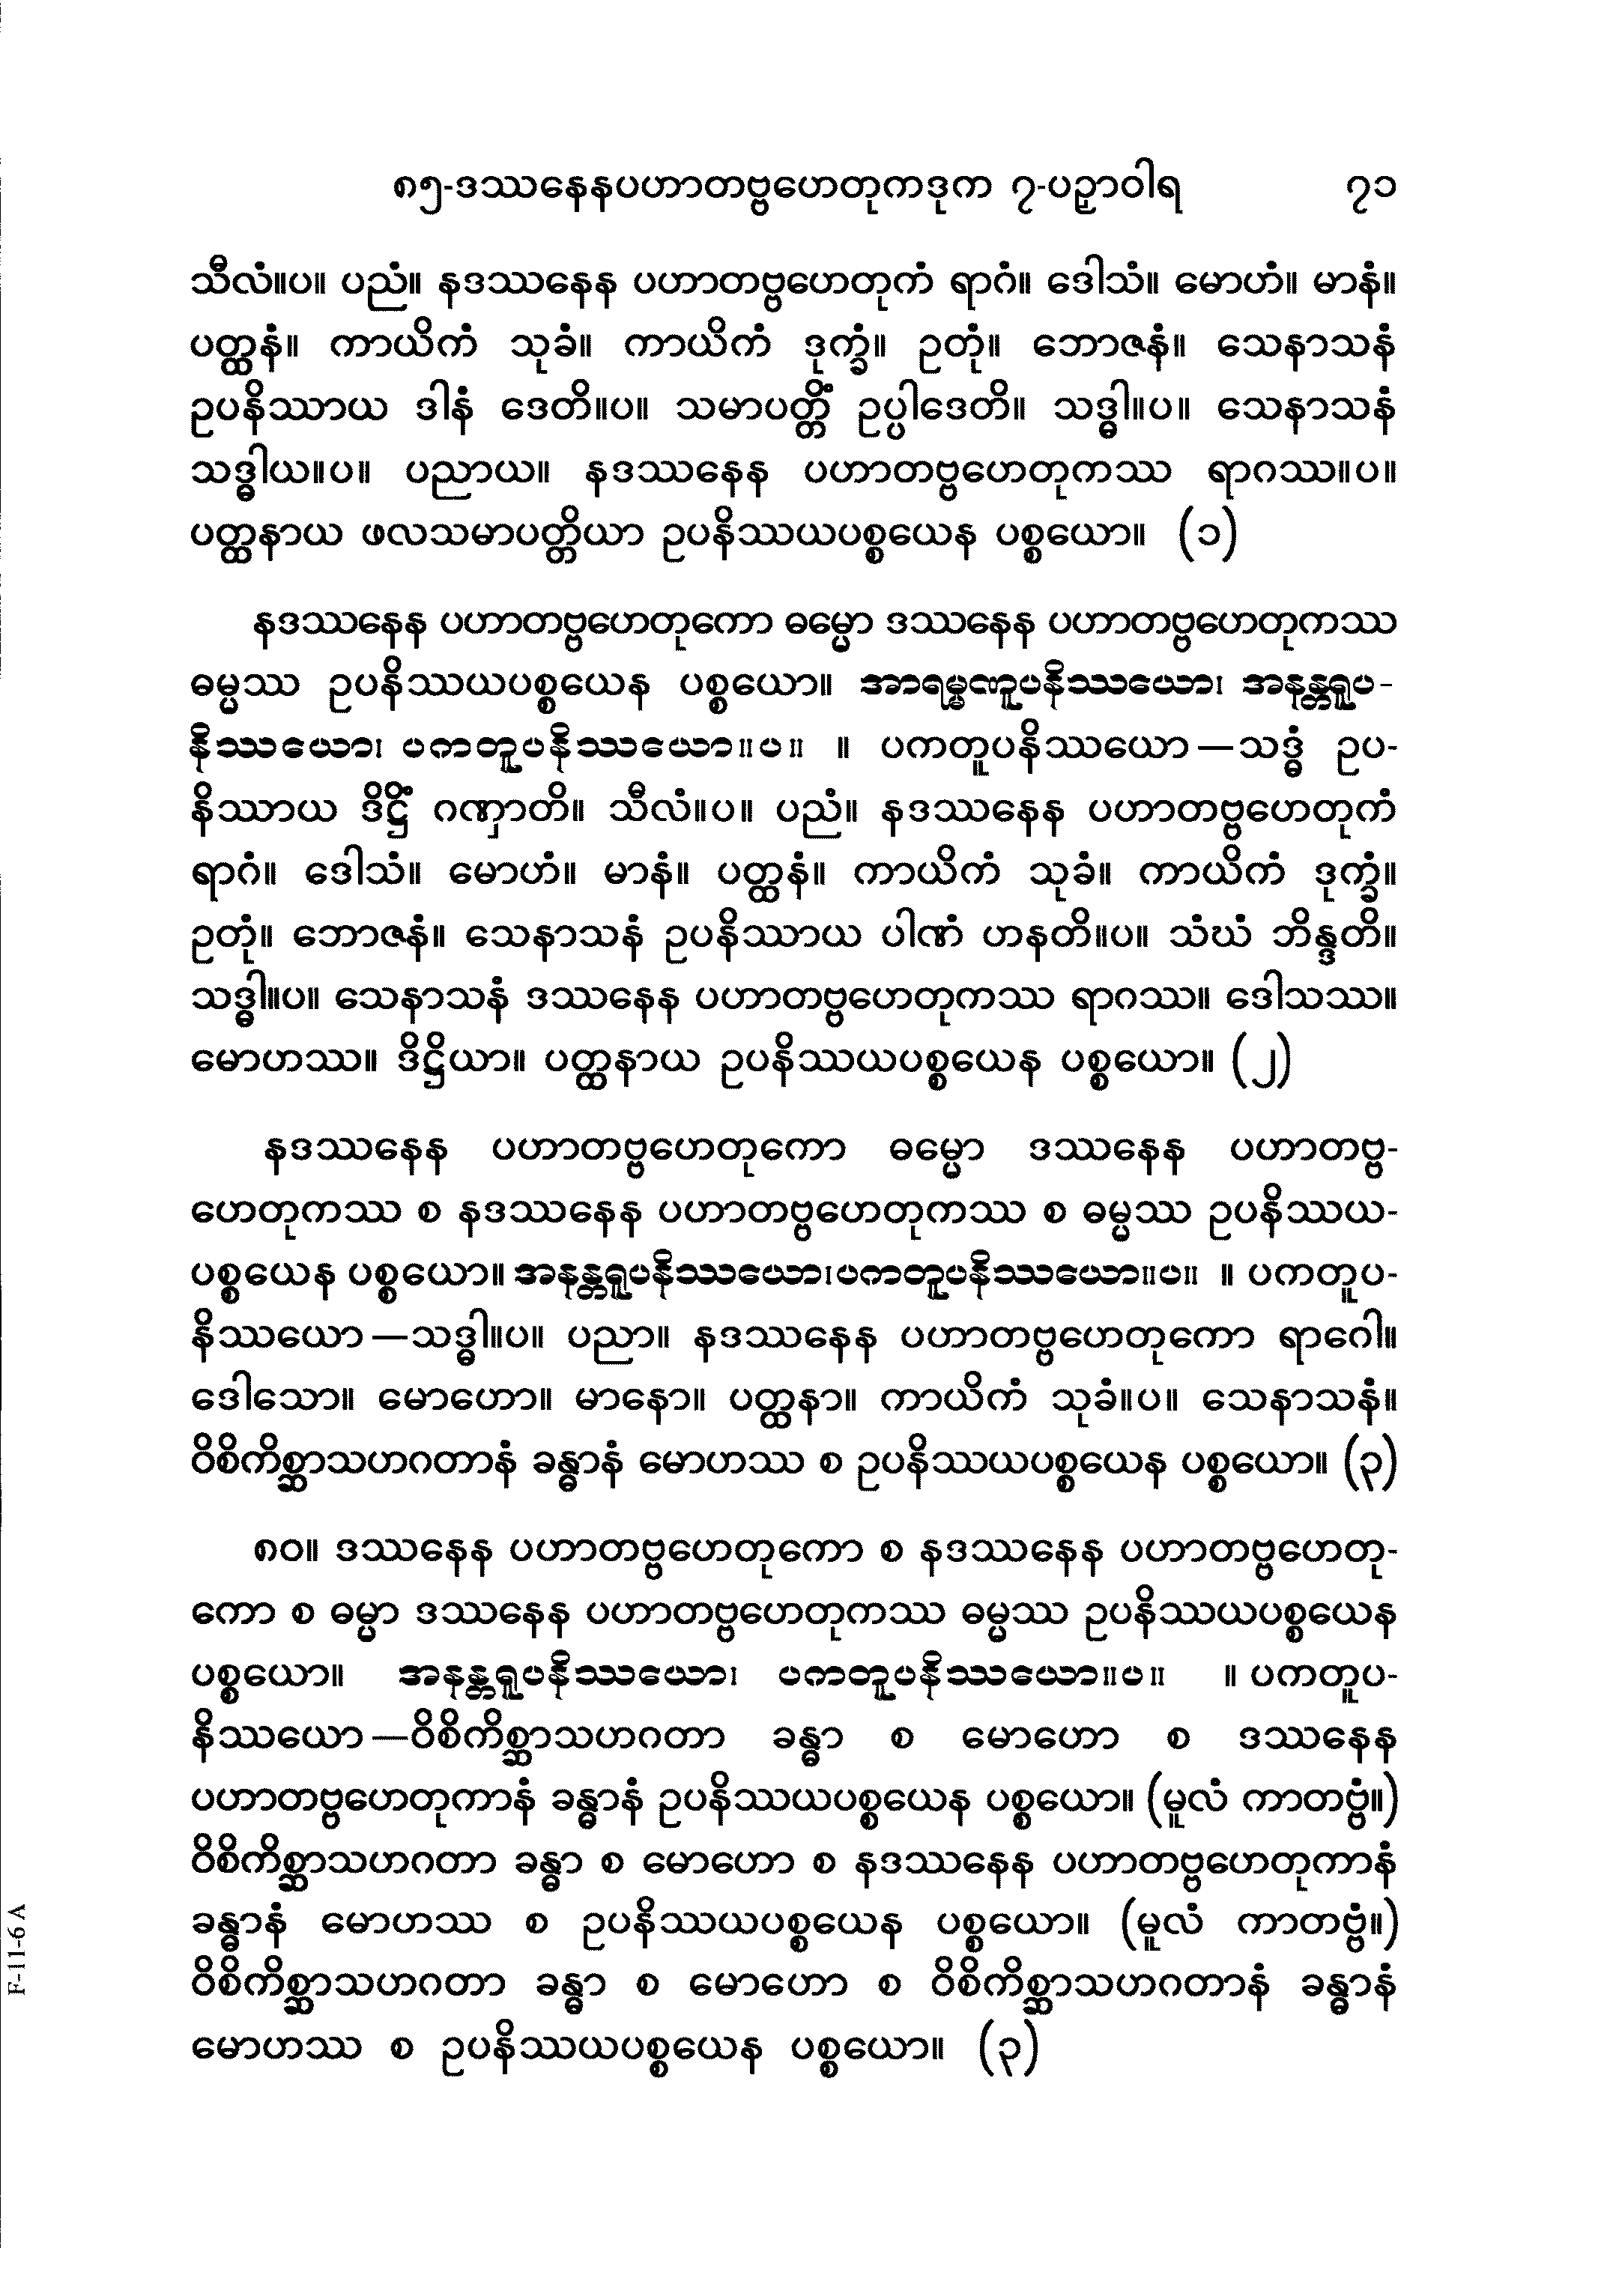 ၈၅-ဒဿနေနပဟာတဗ္ဗဟေတုကဒုက ၇-ပဉှာဝါရ ၇၁
သီလံ။ပ။ ပညံ။ နဒဿနေန ပဟာတဗ္ဗဟေတုကံ ရာဂံ။ ဒေါသံ။ မောဟံ။ မာနံ။
ပတ္ထနံ။ ကာယိကံ သုခံ။ ကာယိကံ ဒုက္ခံ။ ဥတုံ။ ဘောဇနံ။ သေနာသနံ
ဥပနိဿာယ ဒါနံ ဒေတိ။ပ။ သမာပတ္တိံ ဥပ္ပါဒေတိ။ သဒ္ဓါ။ပ။ သေနာသနံ
သဒ္ဓါယ။ပ။ ပညာယ။ နဒဿနေန ပဟာတဗ္ဗဟေတုကဿ ရာဂဿ။ပ။
ပတ္ထနာယ ဖလသမာပတ္တိယာ ဥပနိဿယပစ္စယေန ပစ္စယော။ (၁)
နဒဿနေန ပဟာတဗ္ဗဟေတုကော ဓမ္မော ဒဿနေန ပဟာတဗ္ဗဟေတုကဿ
ဓမ္မဿ ဥပနိဿယပစ္စယေန ပစ္စယော။ အာရမ္မဏူပနိဿယော၊ အနန္တရူပ-
နိဿယော၊ ပကတူပနိဿယော။ပ။ ။ ပကတူပနိဿယော—သဒ္ဓံ ဥပ-
နိဿာယ ဒိဋ္ဌိံ ဂဏှာတိ။ သီလံ။ပ။ ပညံ။ နဒဿနေန ပဟာတဗ္ဗဟေတုကံ
ရာဂံ။ ဒေါသံ။ မောဟံ။ မာနံ။ ပတ္ထနံ။ ကာယိကံ သုခံ။ ကာယိကံ ဒုက္ခံ။
ဥတုံ။ ဘောဇနံ။ သေနာသနံ ဥပနိဿာယ ပါဏံ ဟနတိ။ပ။ သံဃံ ဘိန္ဒတိ။
သဒ္ဓါ။ပ။ သေနာသနံ ဒဿနေန ပဟာတဗ္ဗဟေတုကဿ ရာဂဿ။ ဒေါသဿ။
မောဟဿ။ ဒိဋ္ဌိယာ။ ပတ္ထနာယ ဥပနိဿယပစ္စယေန ပစ္စယော။ (၂)
နဒဿနေန ပဟာတဗ္ဗဟေတုကော ဓမ္မော ဒဿနေန ပဟာတဗ္ဗ-
ဟေတုကဿ စ နဒဿနေန ပဟာတဗ္ဗဟေတုကဿ စ ဓမ္မဿ ဥပနိဿယ-
ပစ္စယေန ပစ္စယော။ အနန္တရူပနိဿယော၊ ပကတူပနိဿယော။ပ။ ။ ပကတူပ-
နိဿယော—သဒ္ဓါ။ပ။ ပညာ။ နဒဿနေန ပဟာတဗ္ဗဟေတုကော ရာဂေါ။
ဒေါသော။ မောဟော။ မာနော။ ပတ္ထနာ။ ကာယိကံ သုခံ။ပ။ သေနာသနံ။
ဝိစိကိစ္ဆာသဟဂတာနံ ခန္ဓာနံ မောဟဿ စ ဥပနိဿယပစ္စယေန ပစ္စယော။ (၃)
၈၀။ ဒဿနေန ပဟာတဗ္ဗဟေတုကော စ နဒဿနေန ပဟာတဗ္ဗဟေတု-
ကော စ ဓမ္မာ ဒဿနေန ပဟာတဗ္ဗဟေတုကဿ ဓမ္မဿ ဥပနိဿယပစ္စယေန
ပစ္စယော။ အနန္တရူပနိဿယော၊ ပကတူပနိဿယော။ပ။ ။ ပကတူပ-
နိဿယော—ဝိစိကိစ္ဆာသဟဂတာ ခန္ဓာ စ မောဟော စ ဒဿနေန
ပဟာတဗ္ဗဟေတုကာနံ ခန္ဓာနံ ဥပနိဿယပစ္စယေန ပစ္စယော။ (မူလံ ကာတဗ္ဗံ။)
ဝိစိကိစ္ဆာသဟဂတာ ခန္ဓာ စ မောဟော စ နဒဿနေန ပဟာတဗ္ဗဟေတုကာနံ
ခန္ဓာနံ မောဟဿ စ ဥပနိဿယပစ္စယေန ပစ္စယော။ (မူလံ ကာတဗ္ဗံ။)
ဝိစိကိစ္ဆာသဟဂတာ ခန္ဓာ စ မောဟော စ ဝိစိကိစ္ဆာသဟဂတာနံ ခန္ဓာနံ
မောဟဿ စ ဥပနိဿယပစ္စယေန ပစ္စယော။ (၃)
F-11-6 A